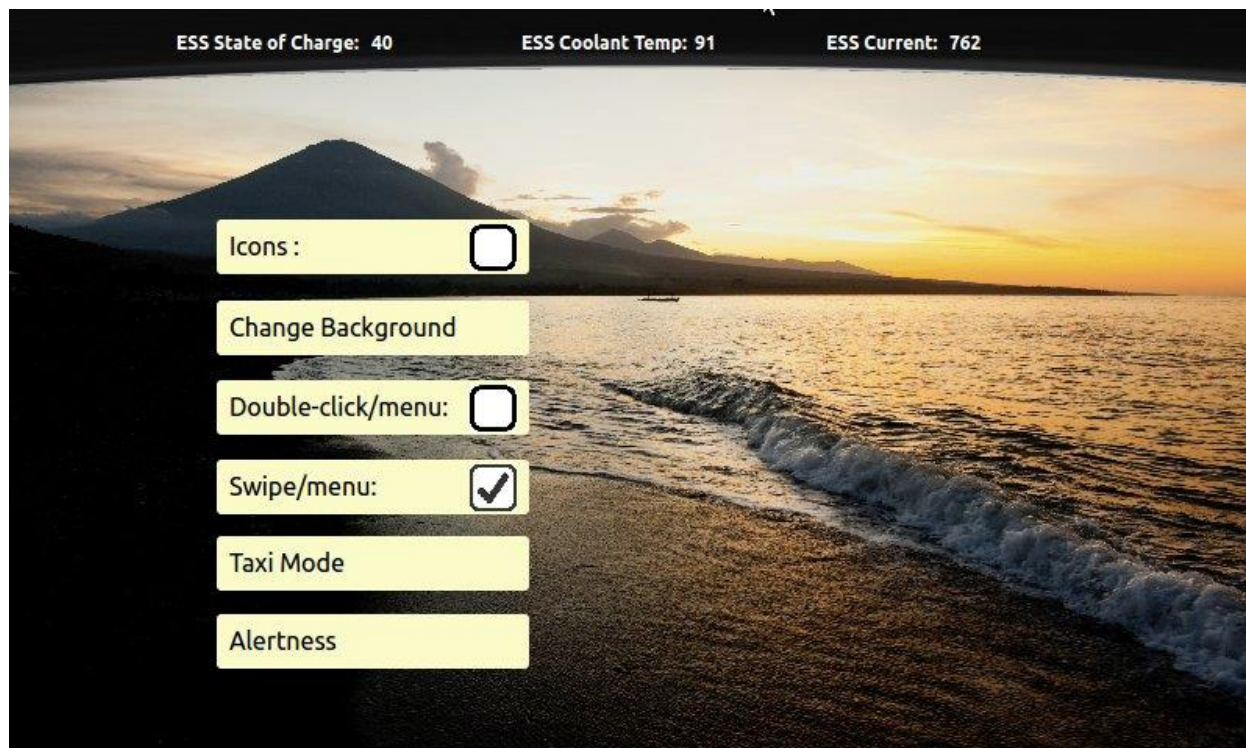 ESS State of Charge: 40 ESS Coolant Temp: 91 ESS Current: 762
Icons :
Change Background
Double-click/menu:
Swipe/menu:
Taxi Mode
Alertness